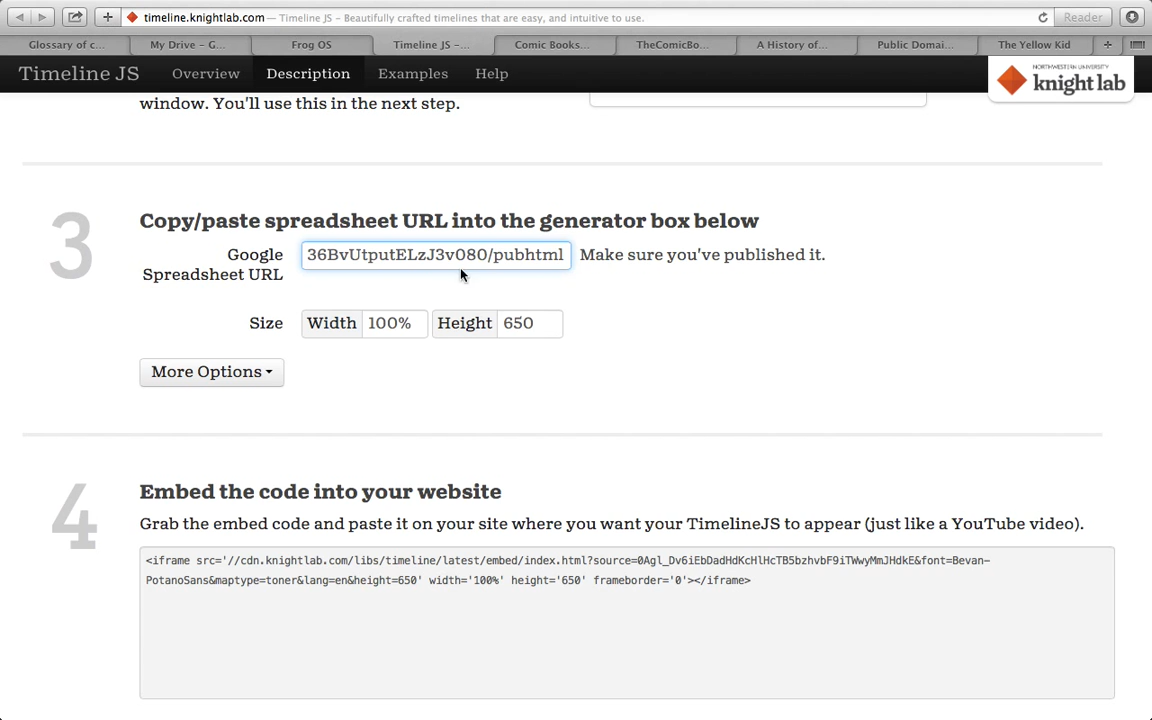 timeline.knightlab.com — Timeline JS – Beautifully crafted timelines that are easy, and intuitive to use.
Reader
Glossary of c...
My Drive – G...
Frog OS
Timeline JS –...
Comic Books...
TheComicBo...
A History of...
Public Domai...
The Yellow Kid
Timeline JS
Overview
Description
Examples
Help
NORTHWESTERN UNIVERSITY
knight lab
window. You'll use this in the next step.
3
Copy/paste spreadsheet URL into the generator box below
Google
Spreadsheet URL
36BvUtputELzJ3v080/pubhtml
Make sure you've published it.
Size
Width
100%
Height
650
More Options
4
Embed the code into your website
Grab the embed code and paste it on your site where you want your TimelineJS to appear (just like a YouTube video).
<iframe src='//cdn.knightlab.com/libs/timeline/latest/embed/index.html?source=0Agl_Dv6iEbDadHdKcHlHcTB5bzhvbF9iTWwyMmJHdkE&font=Bevan-
PotanoSans&maptype=toner&lang=en&height=650' width='100%' height='650' frameborder='0'></iframe>